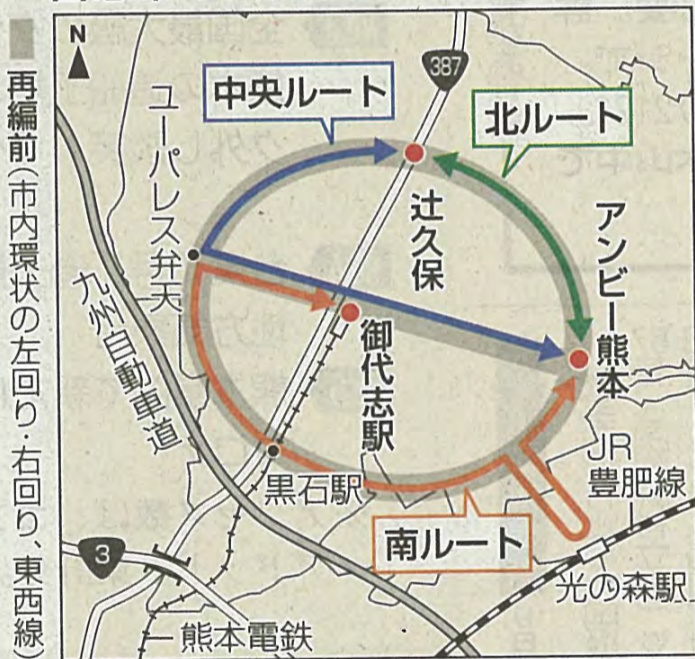 再編前(市内環状の左回り・右回り、東西線)
N
387
中央ルート
北ルート
ユーパレス弁天
辻久保
アンビー熊本
九州自動車道
御代志駅
黒石駅
JR
豊肥線
南ルート
3
光の森駅
熊本電鉄